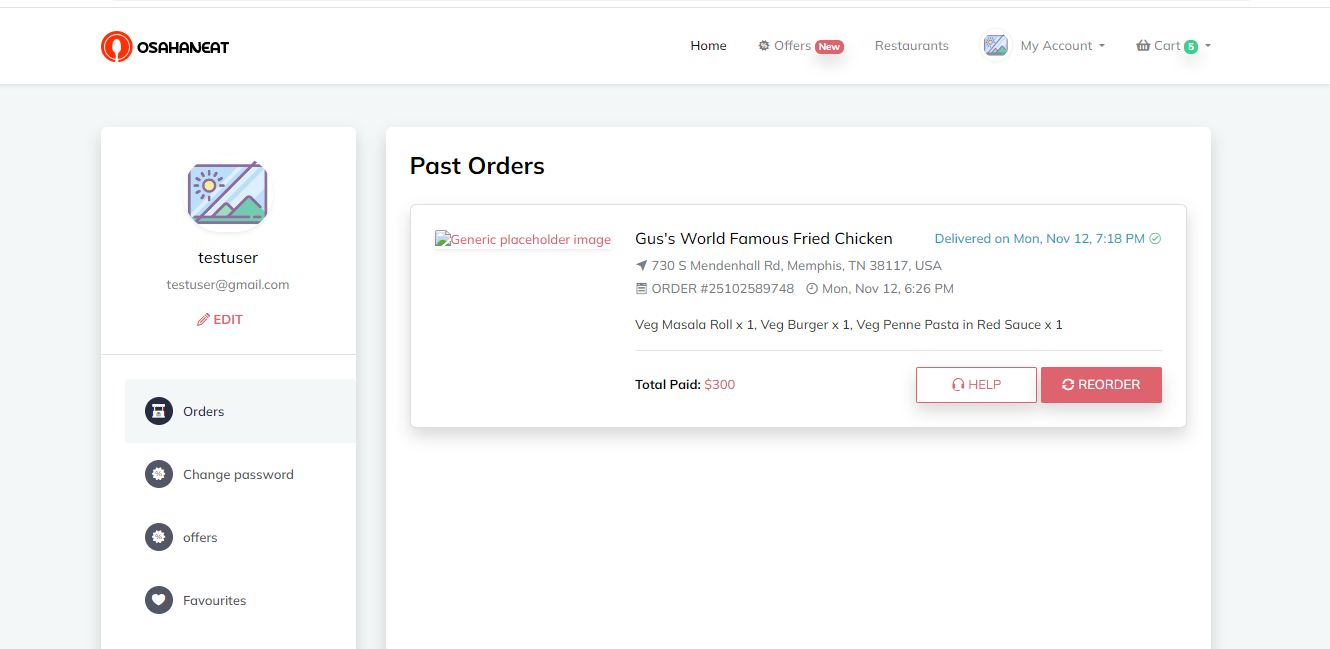 OSAHANEAT
Home
Offers New
Restaurants
My Account
Cart 5
testuser
testuser@gmail.com
EDIT
Orders
Change password
offers
Favourites
Past Orders
Generic placeholder image
Gus's World Famous Fried Chicken
Delivered on Mon, Nov 12, 7:18 PM
730 S Mendenhall Rd, Memphis, TN 38117, USA
ORDER #25102589748 Mon, Nov 12, 6:26 PM
Veg Masala Roll x 1, Veg Burger x 1, Veg Penne Pasta in Red Sauce x 1
Total Paid: $300
HELP
REORDER